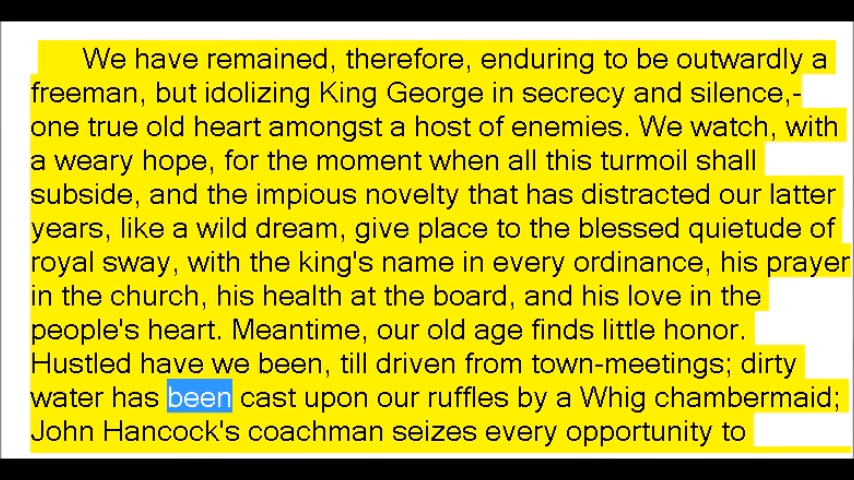 We have remained, therefore, enduring to be outwardly a
freeman, but idolizing King George in secrecy and silence,-
one true old heart amongst a host of enemies. We watch, with
a weary hope, for the moment when all this turmoil shall
subside, and the impious novelty that has distracted our latter
years, like a wild dream, give place to the blessed quietude of
royal sway, with the king's name in every ordinance, his prayer
in the church, his health at the board, and his love in the
people's heart. Meantime, our old age finds little honor.
Hustled have we been, till driven from town-meetings; dirty
water has been cast upon our ruffles by a Whig chambermaid;
John Hancock's coachman seizes every opportunity to